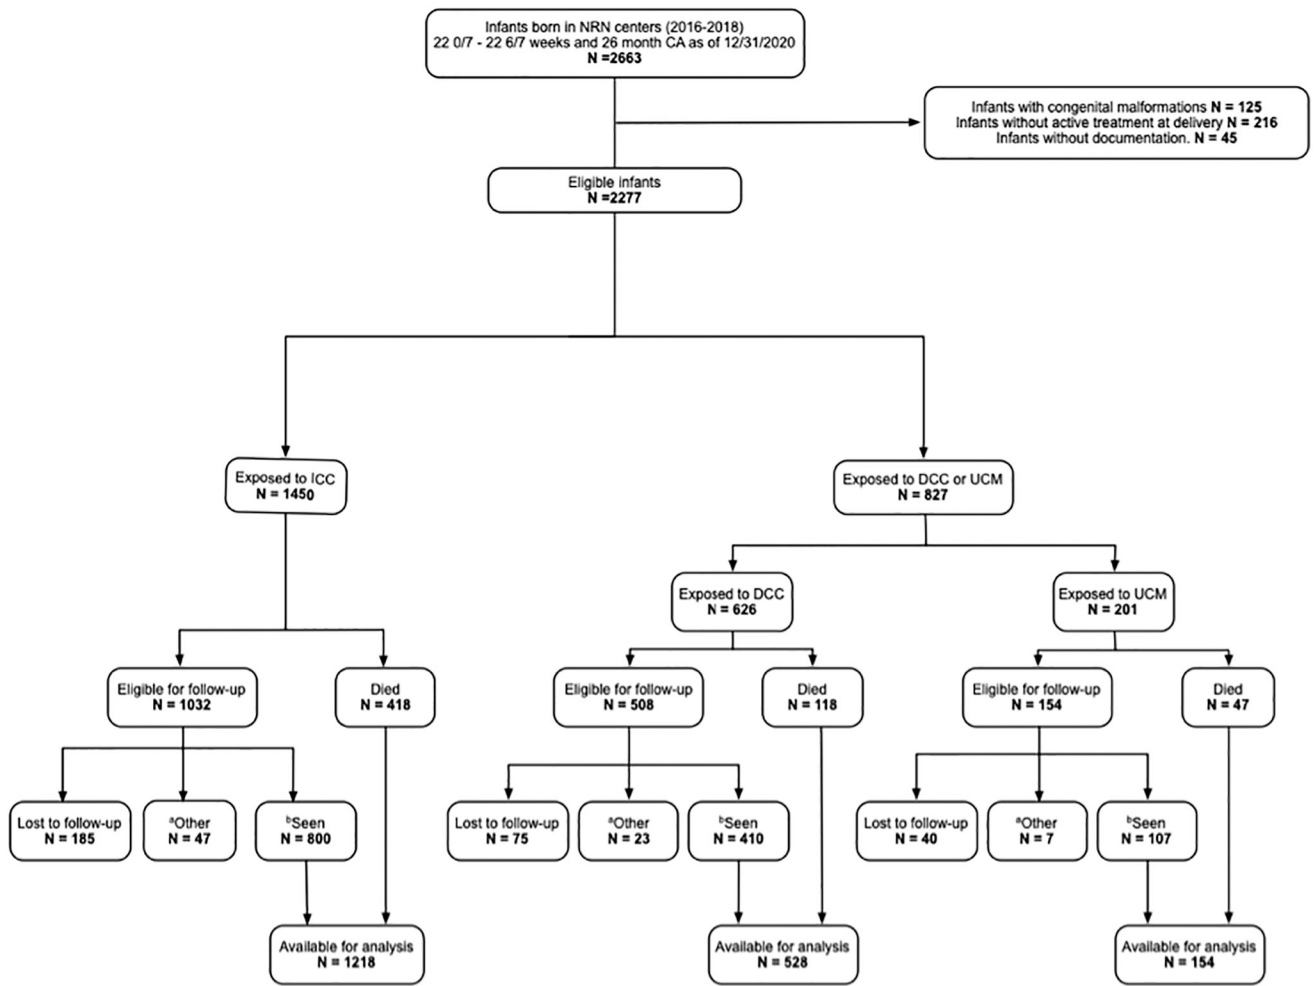 Infants born in NRN centers (2016-2018)
22 0/7 - 22 6/7 weeks and 26 month CA as of 12/31/2020
N =2663
Infants with congenital malformations N = 125
Infants without active treatment at delivery N = 216
Infants without documentation. N = 45
Eligible infants
N =2277
Exposed to ICC
N = 1450
Exposed to DCC or UCM
N = 827
Exposed to DCC
N = 626
Exposed to UCM
N = 201
Eligible for follow-up
N = 1032
Died
N = 418
Eligible for follow-up
N = 508
Died
N = 118
Eligible for follow-up
N = 154
Died
N = 47
Lost to follow-up
N = 185
aOther
N = 47
bSeen
N = 800
Lost to follow-up
N = 75
aOther
N = 23
bSeen
N = 410
Lost to follow-up
N = 40
aOther
N = 7
bSeen
N = 107
Available for analysis
N = 1218
Available for analysis
N = 528
Available for analysis
N = 154